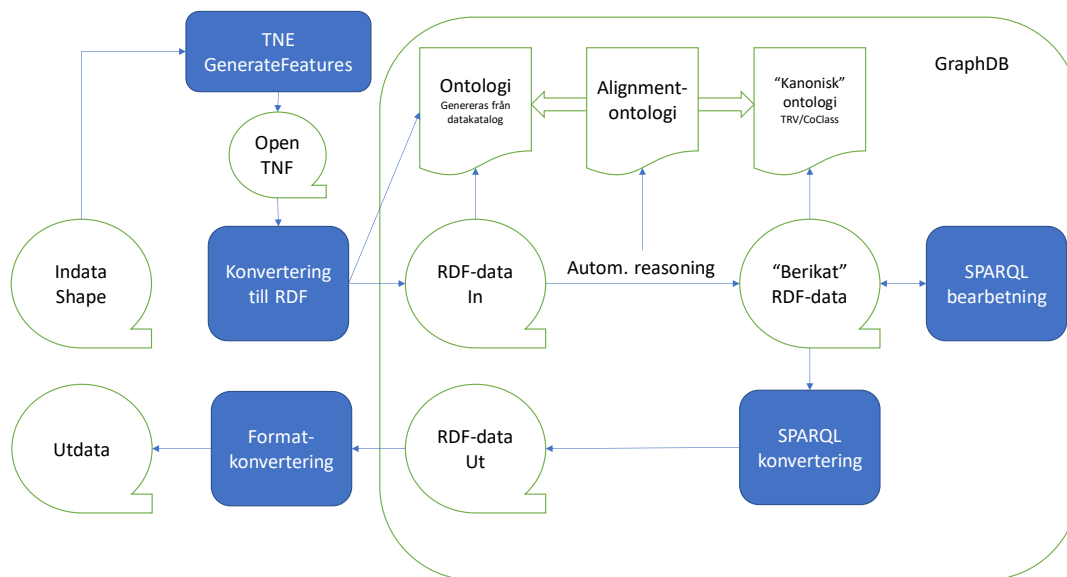 TNE
GenerateFeatures
GraphDB
Ontologi
Genereras från
datakatalog
Alignment-
ontologi
“Kanonisk”
ontologi
TRV/CoClass
Open
TNF
Indata
Shape
Konvertering
till RDF
RDF-data
In
Autom. reasoning
“Berikat”
RDF-data
SPARQL
bearbetning
Utdata
Format-
konvertering
RDF-data
Ut
SPARQL
konvertering